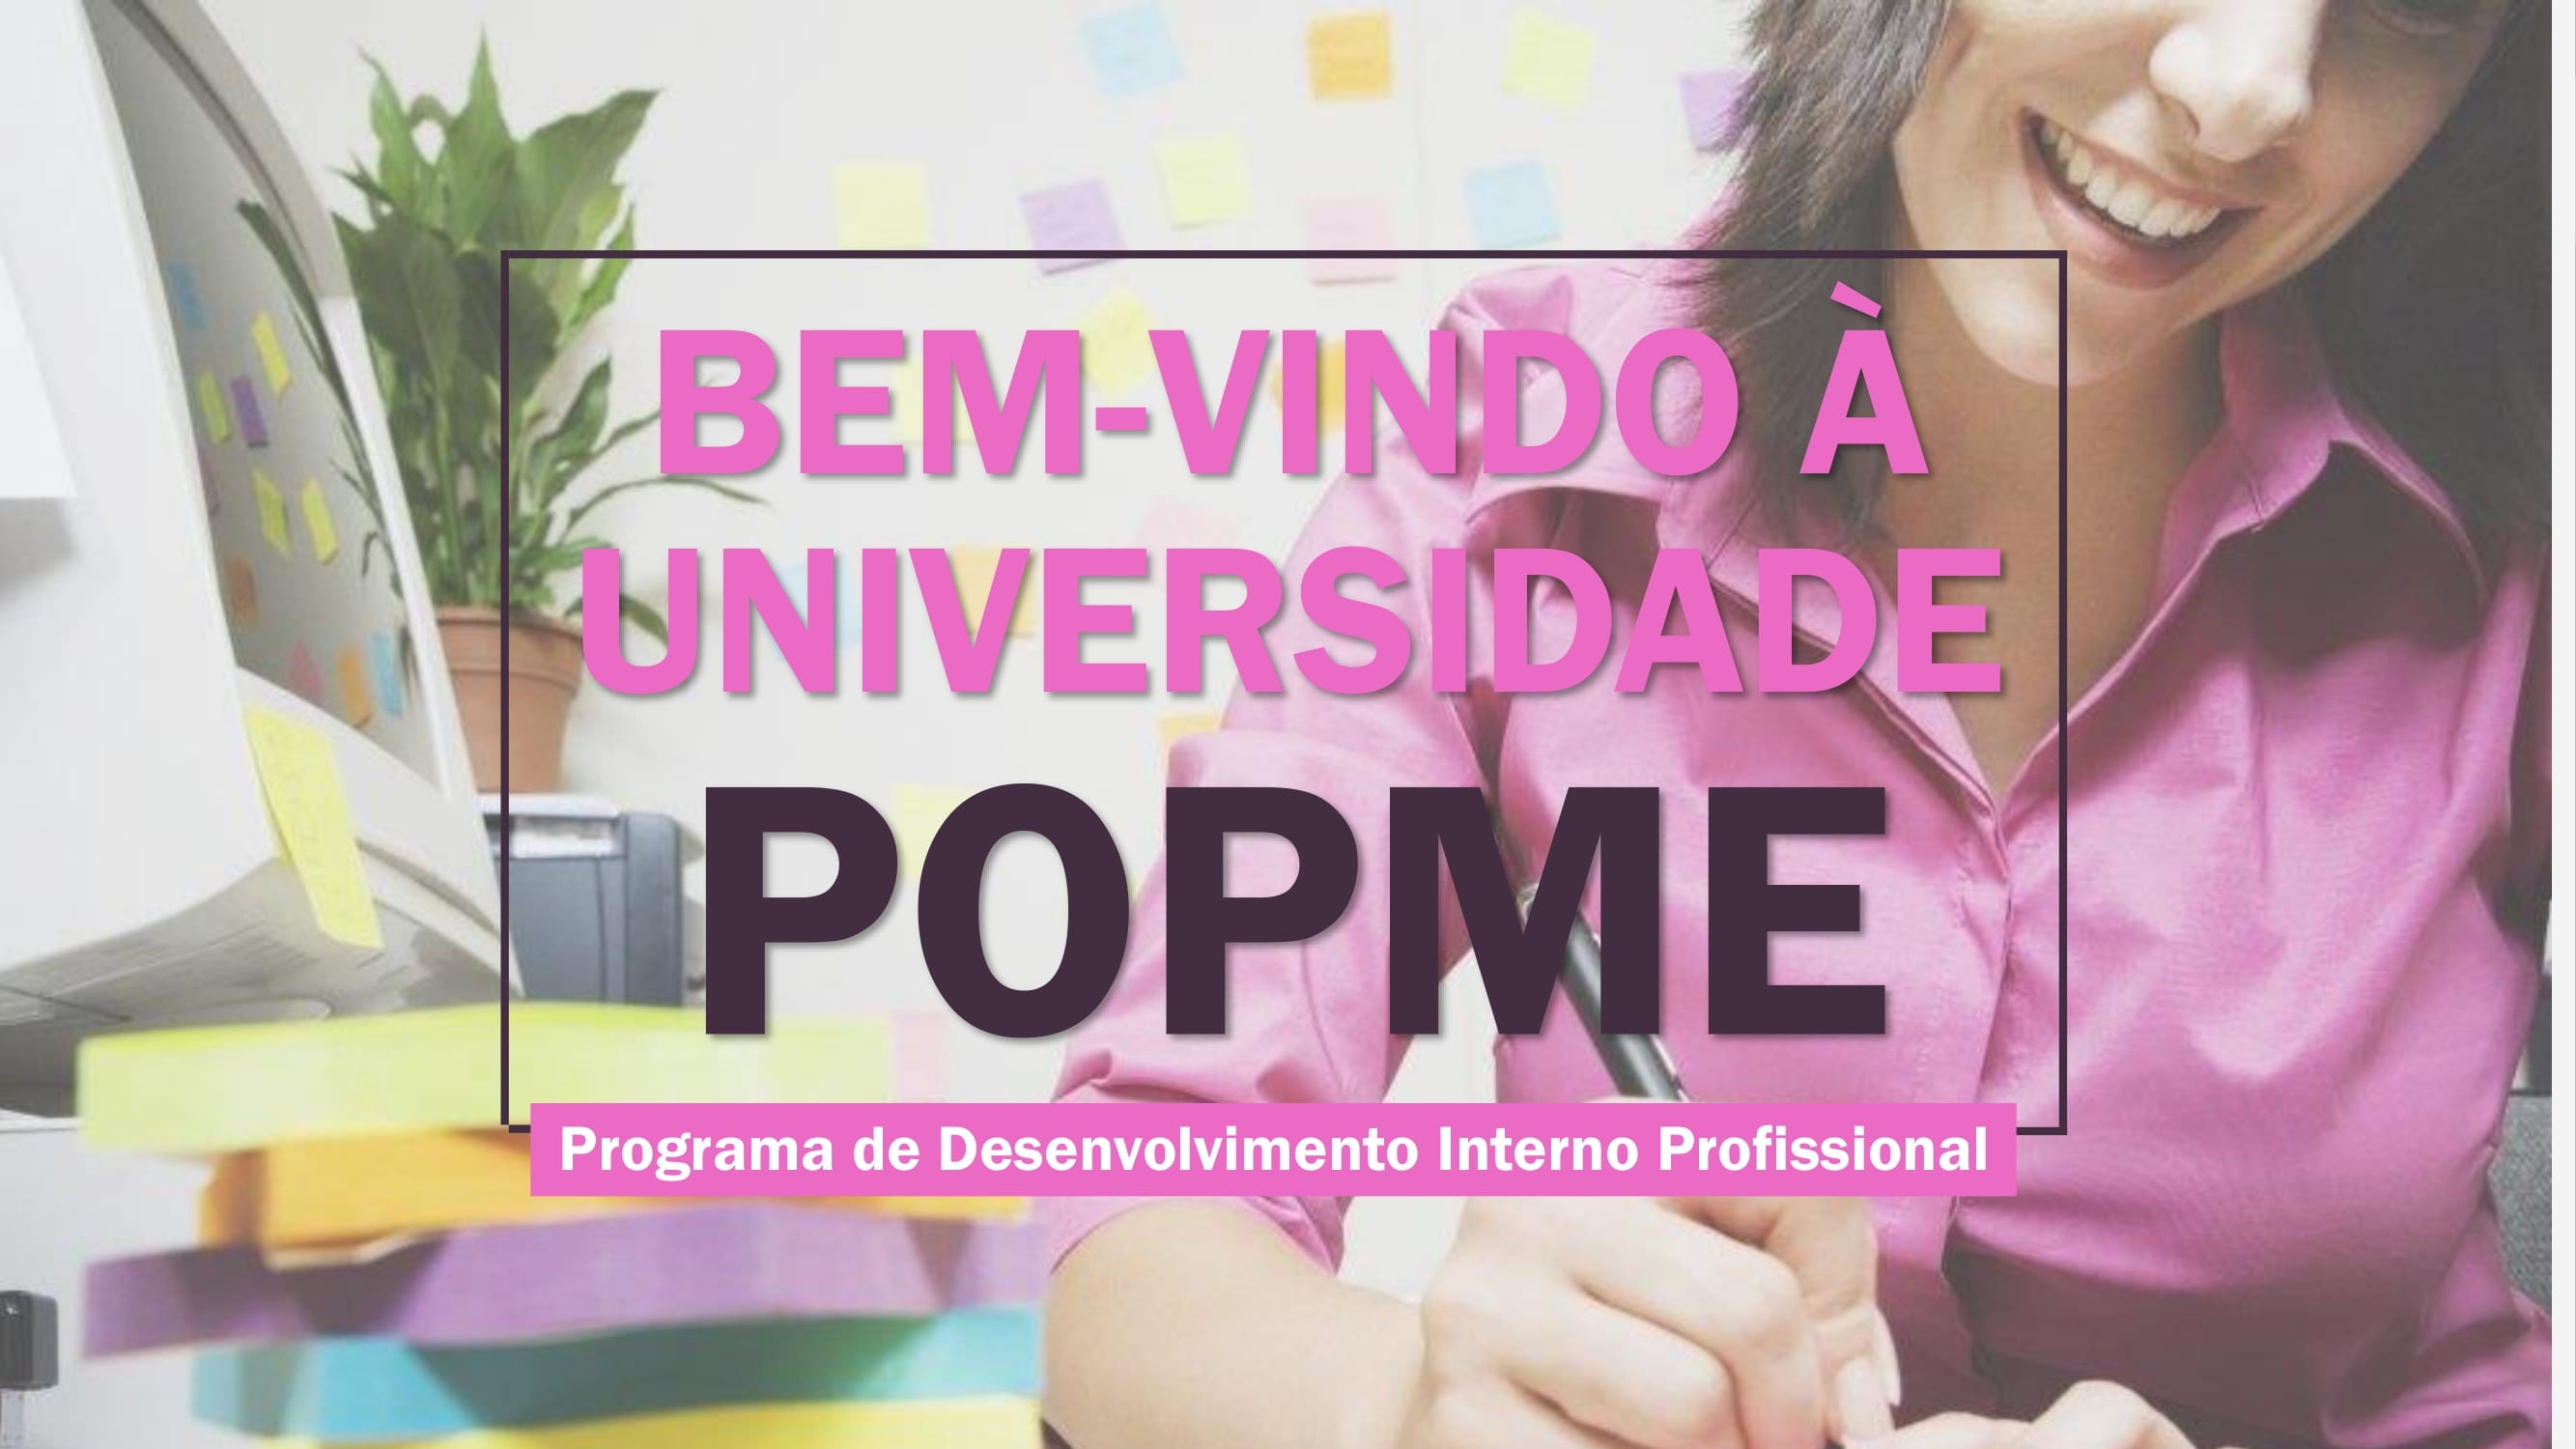 BEM-VINDO À
UNIVERSIDADE
POPME
Programa de Desenvolvimento Interno Profissional